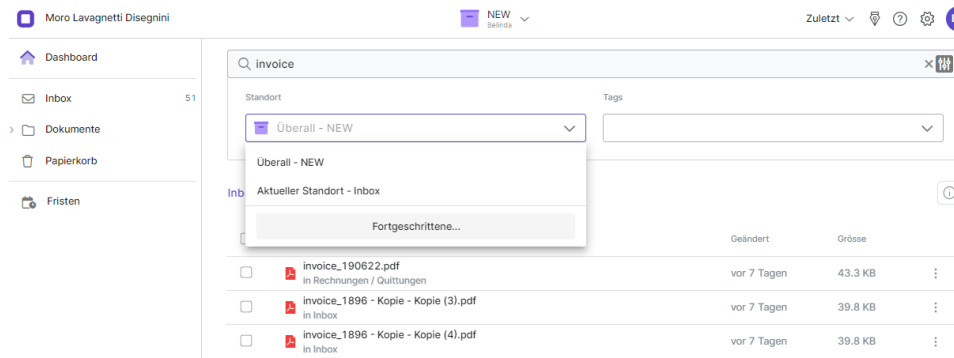 Moro Lavagnetti Disegnini
NEW
Belinda
Zuletzt
Dashboard
Inbox 51
Dokumente
Papierkorb
Fristen
invoice
Standort
Tags
Überall - NEW
Überall - NEW
Aktueller Standort - Inbox
Fortgeschrittene...
Inb
Geändert Grösse
invoice_190622.pdf
in Rechnungen / Quittungen
vor 7 Tagen 43.3 KB
invoice_1896 - Kopie - Kopie (3).pdf
in Inbox
vor 7 Tagen 39.8 KB
invoice_1896 - Kopie - Kopie (4).pdf
in Inbox
vor 7 Tagen 39.8 KB